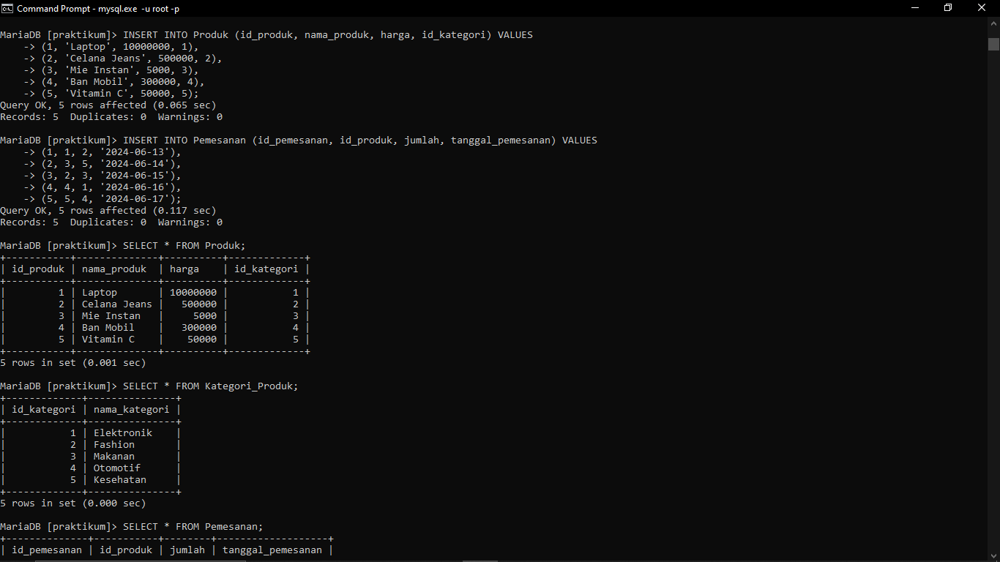 Command Prompt - mysql.exe -u root -p
MariaDB [praktikum]> INSERT INTO Produk (id_produk, nama_produk, harga, id_kategori) VALUES
    -> (1, 'Laptop', 10000000, 1),
    -> (2, 'Celana Jeans', 500000, 2),
    -> (3, 'Mie Instan', 5000, 3),
    -> (4, 'Ban Mobil', 300000, 4),
    -> (5, 'Vitamin C', 50000, 5);
Query OK, 5 rows affected (0.065 sec)
Records: 5  Duplicates: 0  Warnings: 0
MariaDB [praktikum]> INSERT INTO Pemesanan (id_pemesanan, id_produk, jumlah, tanggal_pemesanan) VALUES
    -> (1, 1, 2, '2024-06-13'),
    -> (2, 3, 5, '2024-06-14'),
    -> (3, 2, 3, '2024-06-15'),
    -> (4, 4, 1, '2024-06-16'),
    -> (5, 5, 4, '2024-06-17');
Query OK, 5 rows affected (0.117 sec)
Records: 5  Duplicates: 0  Warnings: 0
MariaDB [praktikum]> SELECT * FROM Produk;
+-----------+--------------+----------+-------------+
| id_produk | nama_produk  | harga    | id_kategori |
+-----------+--------------+----------+-------------+
|         1 | Laptop       | 10000000 |           1 |
|         2 | Celana Jeans |   500000 |           2 |
|         3 | Mie Instan   |     5000 |           3 |
|         4 | Ban Mobil    |   300000 |           4 |
|         5 | Vitamin C    |    50000 |           5 |
+-----------+--------------+----------+-------------+
5 rows in set (0.001 sec)
MariaDB [praktikum]> SELECT * FROM Kategori_Produk;
+-------------+---------------+
| id_kategori | nama_kategori |
+-------------+---------------+
|           1 | Elektronik    |
|           2 | Fashion       |
|           3 | Makanan       |
|           4 | Otomotif      |
|           5 | Kesehatan     |
+-------------+---------------+
5 rows in set (0.000 sec)
MariaDB [praktikum]> SELECT * FROM Pemesanan;
+--------------+-----------+--------+-------------------+
| id_pemesanan | id_produk | jumlah | tanggal_pemesanan |